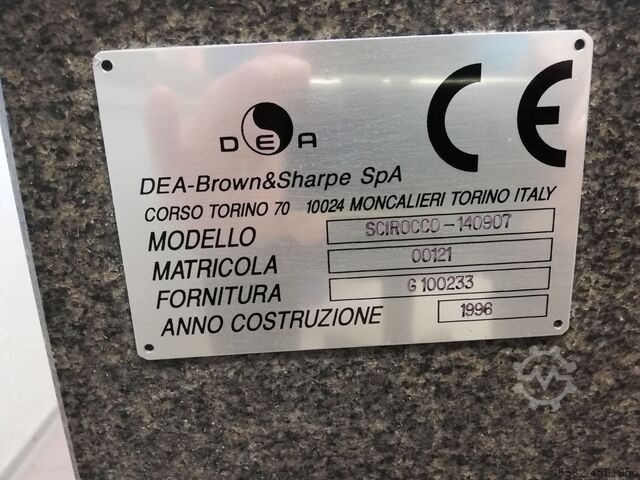 DEA
CE
DEA-Brown&Sharpe SpA
CORSO TORINO 70 10024 MONCALIERI TORINO ITALY
MODELLO SCIROCCO-140907
MATRICOLA 00121
FORNITURA G 100233
ANNO COSTRUZIONE 1996